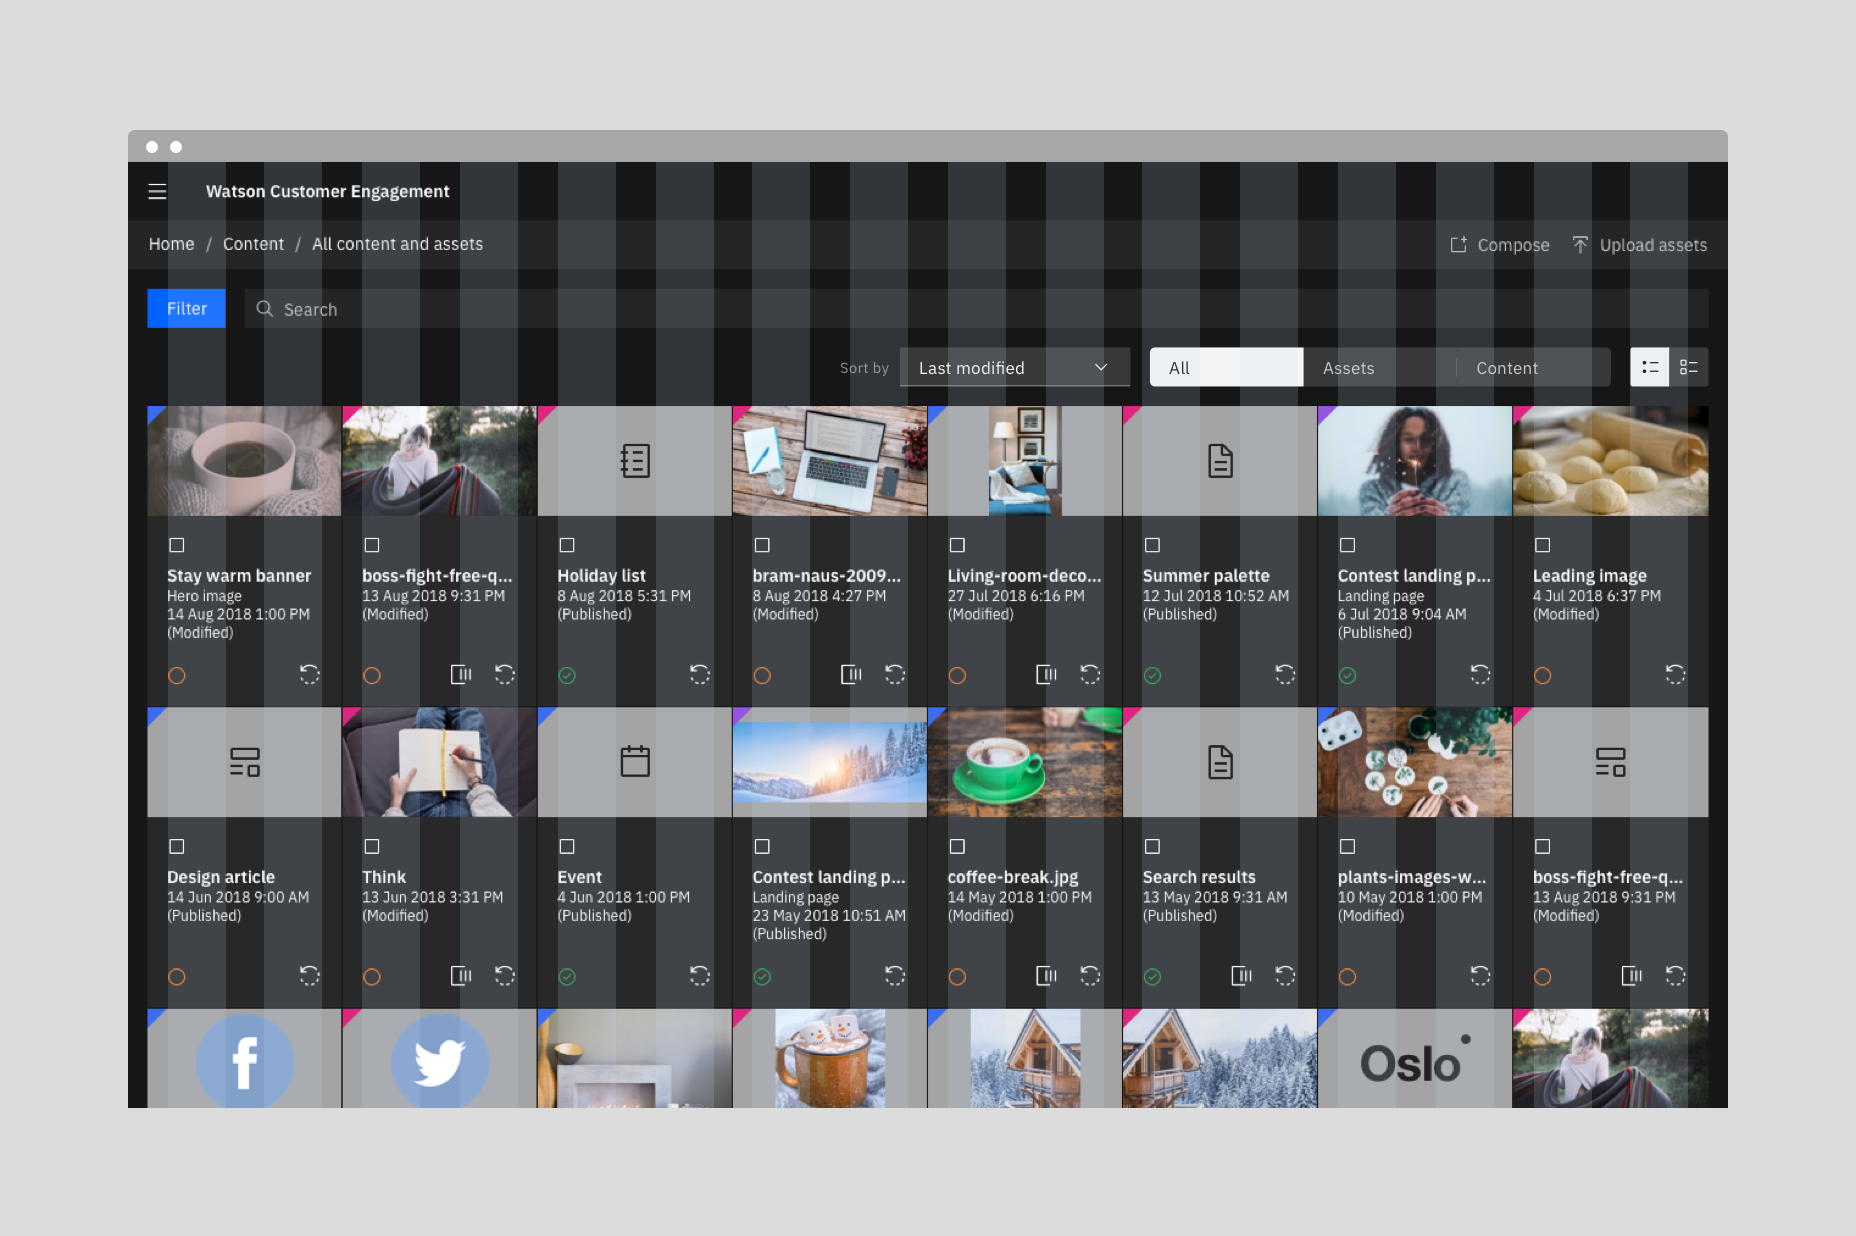 Watson Customer Engagement
Home / Content / All content and assets
Compose
Upload assets
Filter
Search
Sort by
Last modified
All
Assets
Content
Stay warm banner
Hero image
14 Aug 2018 1:00 PM
(Modified)
boss-fight-free-q...
13 Aug 2018 9:31 PM
(Modified)
Holiday list
8 Aug 2018 5:31 PM
(Published)
bram-naus-2009...
8 Aug 2018 4:27 PM
(Modified)
Living-room-deco...
27 Jul 2018 6:16 PM
(Modified)
Summer palette
12 Jul 2018 10:52 AM
(Published)
Contest landing p...
Landing page
6 Jul 2018 9:04 AM
(Published)
Leading image
4 Jul 2018 6:37 PM
(Modified)
Design article
14 Jun 2018 9:00 AM
(Published)
Think
13 Jun 2018 3:31 PM
(Modified)
Event
4 Jun 2018 1:00 PM
(Published)
Contest landing p...
Landing page
23 May 2018 10:51 AM
(Published)
coffee-break.jpg
14 May 2018 1:00 PM
(Modified)
Search results
13 May 2018 9:31 AM
(Published)
plants-images-w...
10 May 2018 1:00 PM
(Modified)
boss-fight-free-q...
13 Aug 2018 9:31 PM
(Modified)
f
Oslo